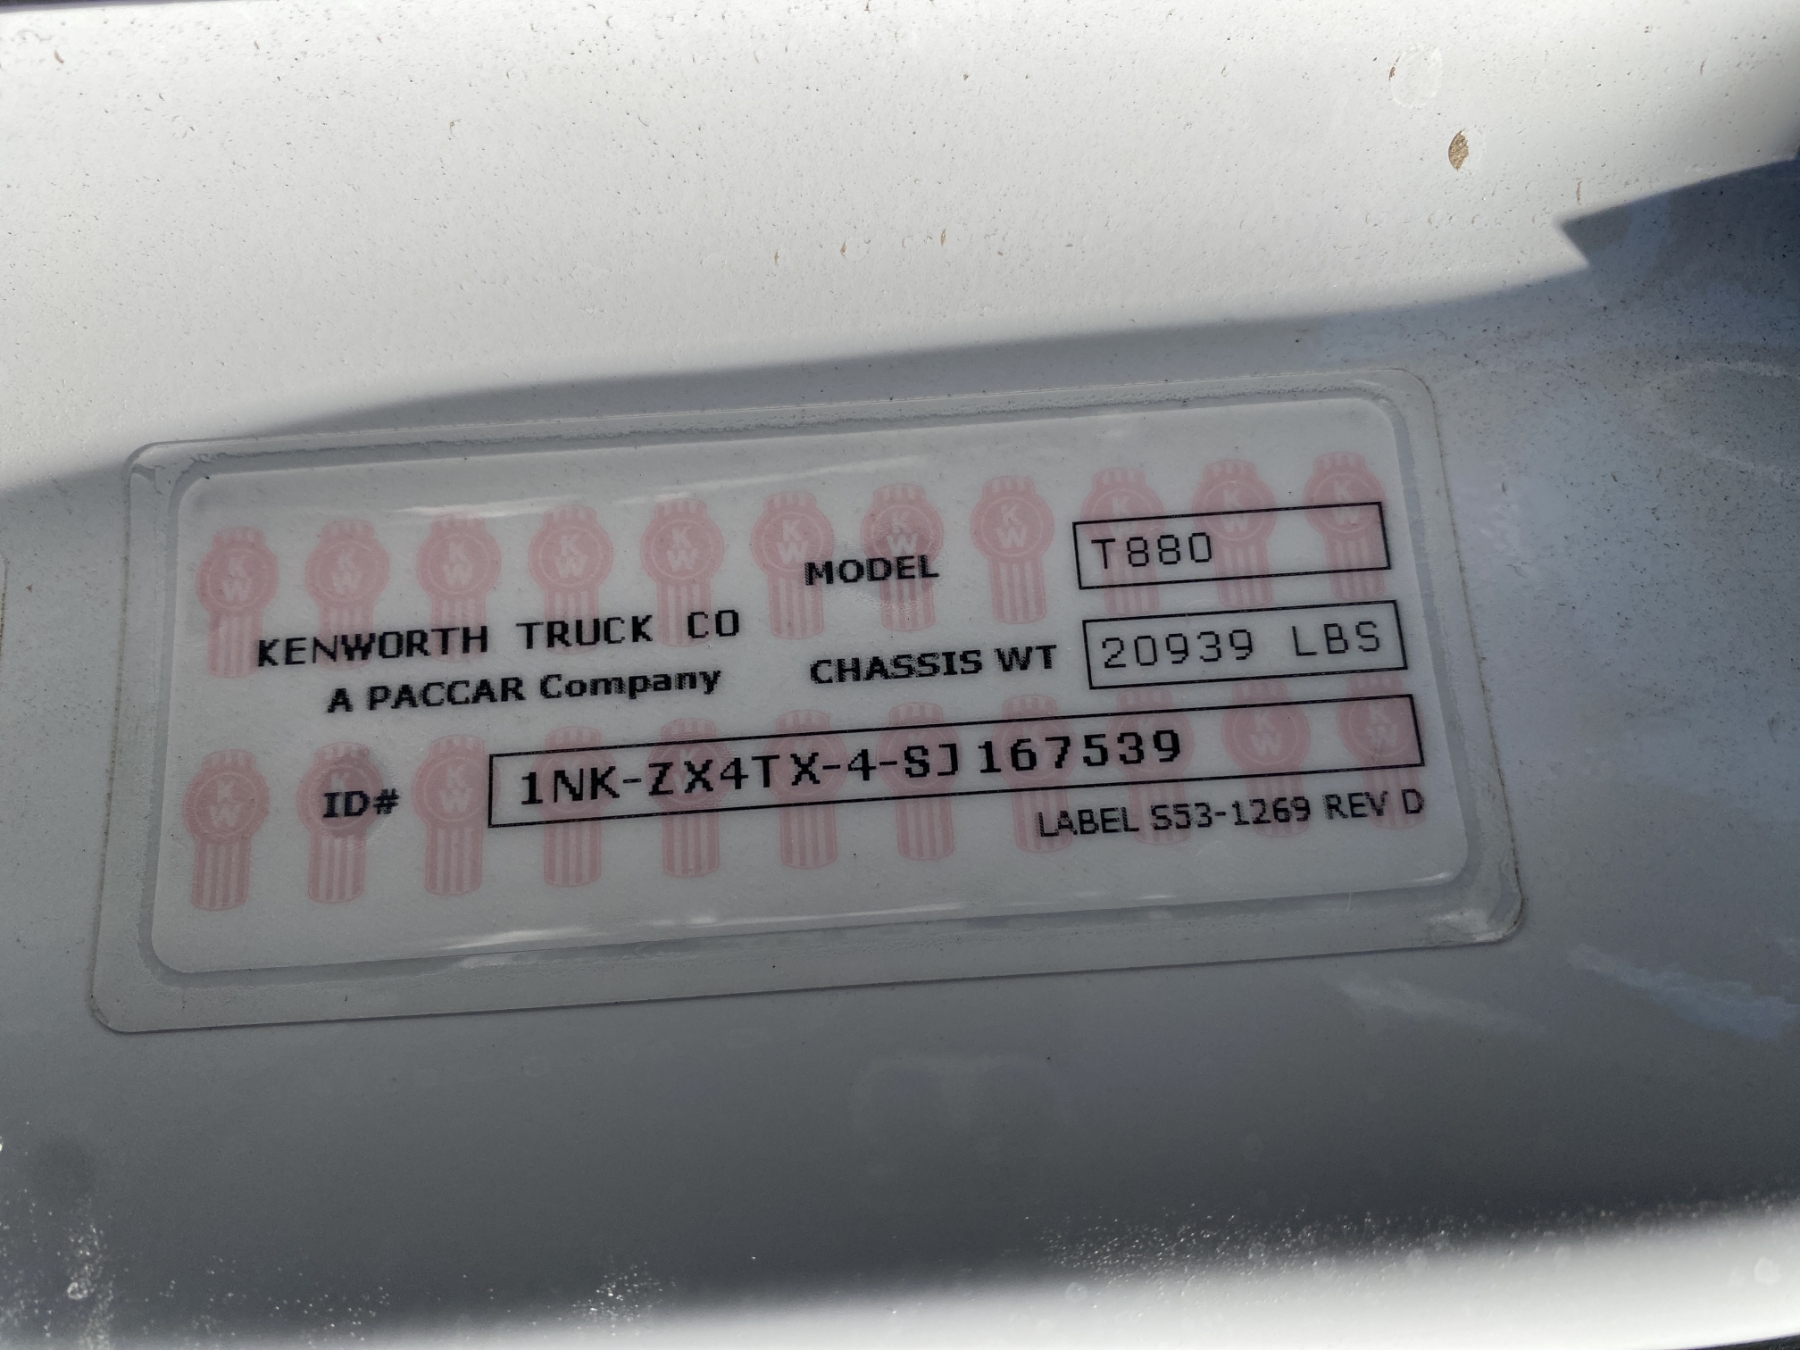 MODEL T880
KENWORTH TRUCK CO
A PACCAR Company
CHASSIS WT 20939 LBS
ID# 1NK-ZX4TX-4-SJ167539
LABEL S53-1269 REV D